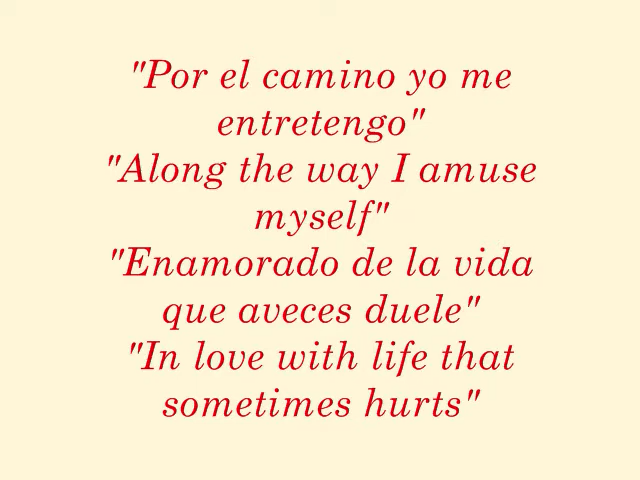 "Por el camino yo me
entretengo"
"Along the way I amuse
myself"
"Enamorado de la vida
que aveces duele"
"In love with life that
sometimes hurts"